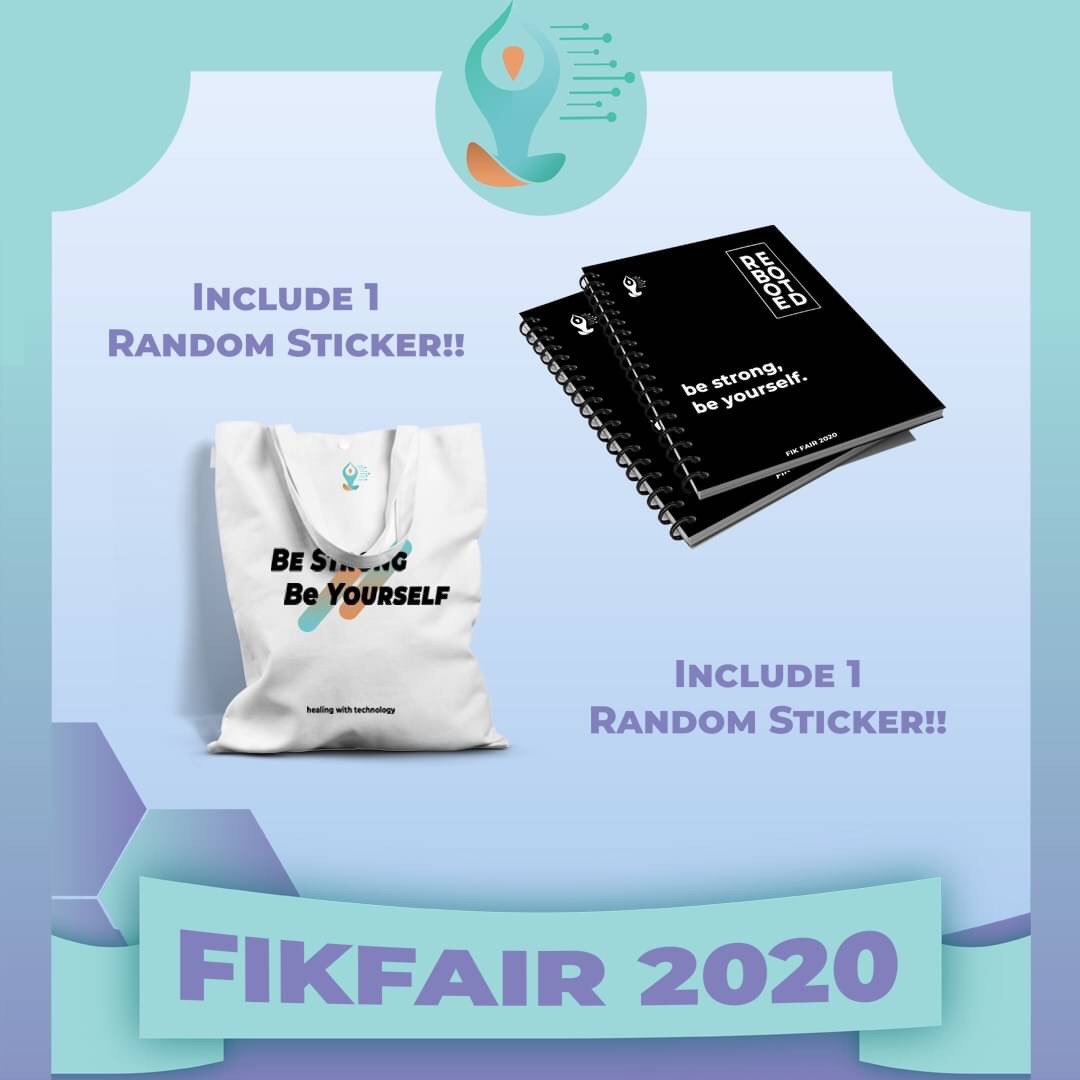 Include 1
Random Sticker!!
REBOOTED
be strong,
be yourself.
FIK FAIR 2020
FIK
Be Strong
Be Yourself
healing with technology
Include 1
Random Sticker!!
FIKFAIR 2020